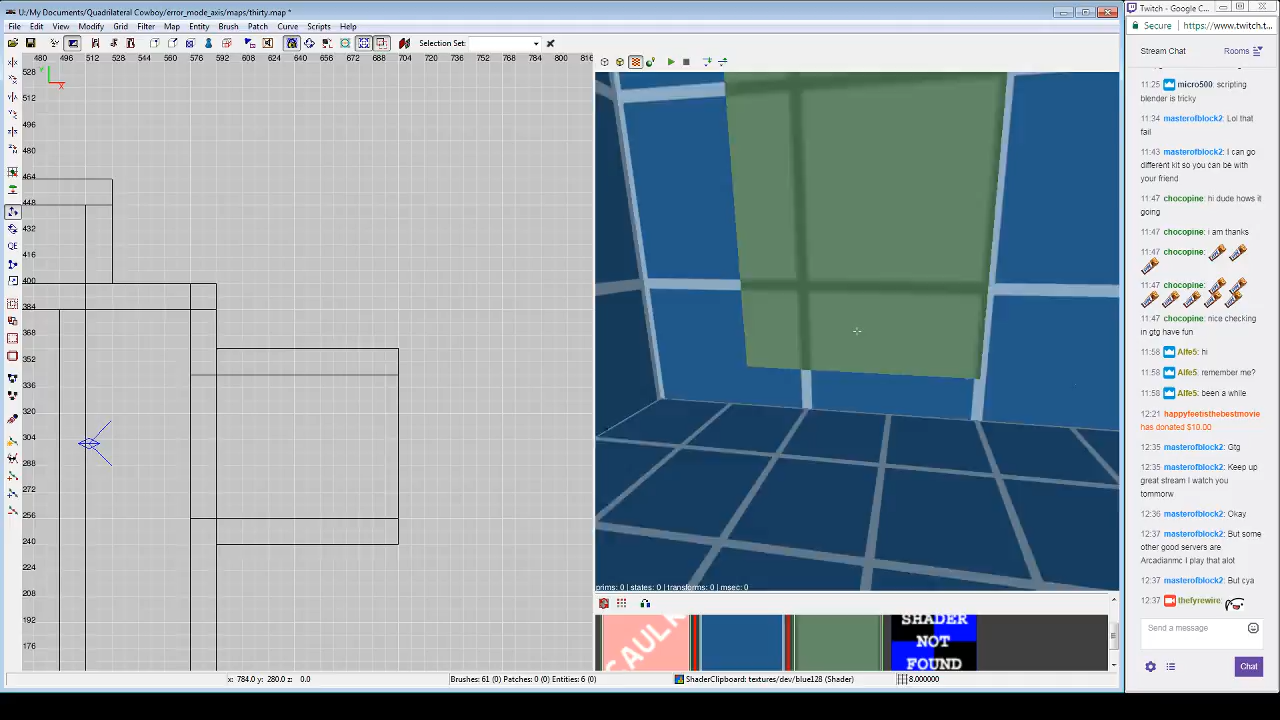 U:/My Documents/Quadrilateral Cowboy/error_mode_axis/maps/thirty.map *
File Edit View Modify Grid Filter Map Entity Brush Patch Curve Scripts Help
Selection Set:
480 496 512 528 544 560 576 592 608 624 640 656 672 688 704 720 736 752 768 784 800 816
528
512
496
480
464
448
432
416
400
384
368
352
336
320
304
288
272
256
240
224
208
192
176
Y
X
prims: 0 | states: 0 | transforms: 0 | msec: 0
CAULK
SHADER
NOT
FOUND
x: 784.0 y: 280.0 z: 0.0
Brushes: 61 (0) Patches: 0 (0) Entities: 6 (0)
ShaderClipboard: textures/dev/blue128 (Shader)
8.000000
Twitch - Google C...
Secure
https://www.twitch.t...
Stream Chat
Rooms
11:25 micro500: scripting
blender is tricky
11:34 masterofblock2: Lol that
fail
11:43 masterofblock2: I can go
different kit so you can be with
your friend
11:47 chocopine: hi dude hows it
going
11:47 chocopine: i am thanks
11:47 chocopine:
11:47 chocopine:
11:47 chocopine: nice checking
in gtg have fun
11:58 Alfe5: hi
11:58 Alfe5: remember me?
11:58 Alfe5: been a while
12:21 happyfeetisthebestmovie
has donated $10.00
12:35 masterofblock2: Gtg
12:35 masterofblock2: Keep up
great stream I watch you
tommorw
12:36 masterofblock2: Okay
12:37 masterofblock2: But some
other good servers are
Arcadianmc I play that alot
12:37 masterofblock2: But cya
12:37 thefyrewire:
Send a message
Chat